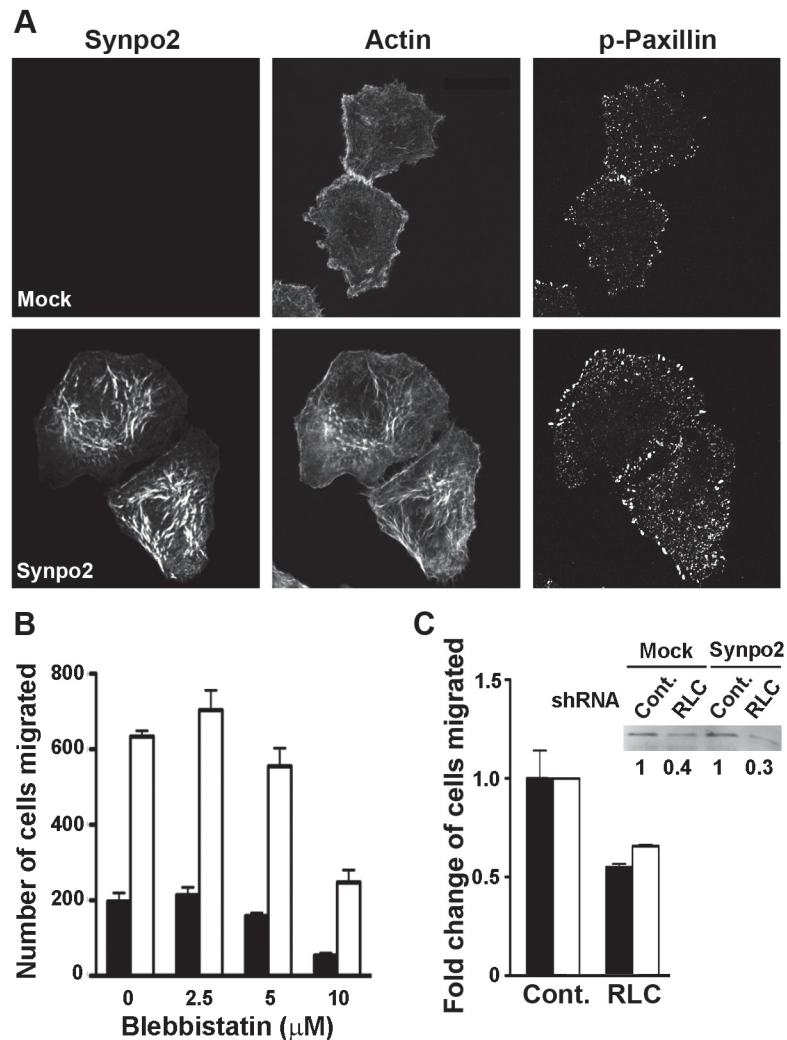 A
Synpo2 Actin p-Paxillin
Mock
Synpo2
B
Number of cells migrated
800
600
400
200
0
0 2.5 5 10
Blebbistatin (μM)
C
Fold change of cells migrated
1.5
1.0
0.5
0
Mock Synpo2
shRNA Cont. RLC Cont. RLC
1 0.4 1 0.3
Cont. RLC